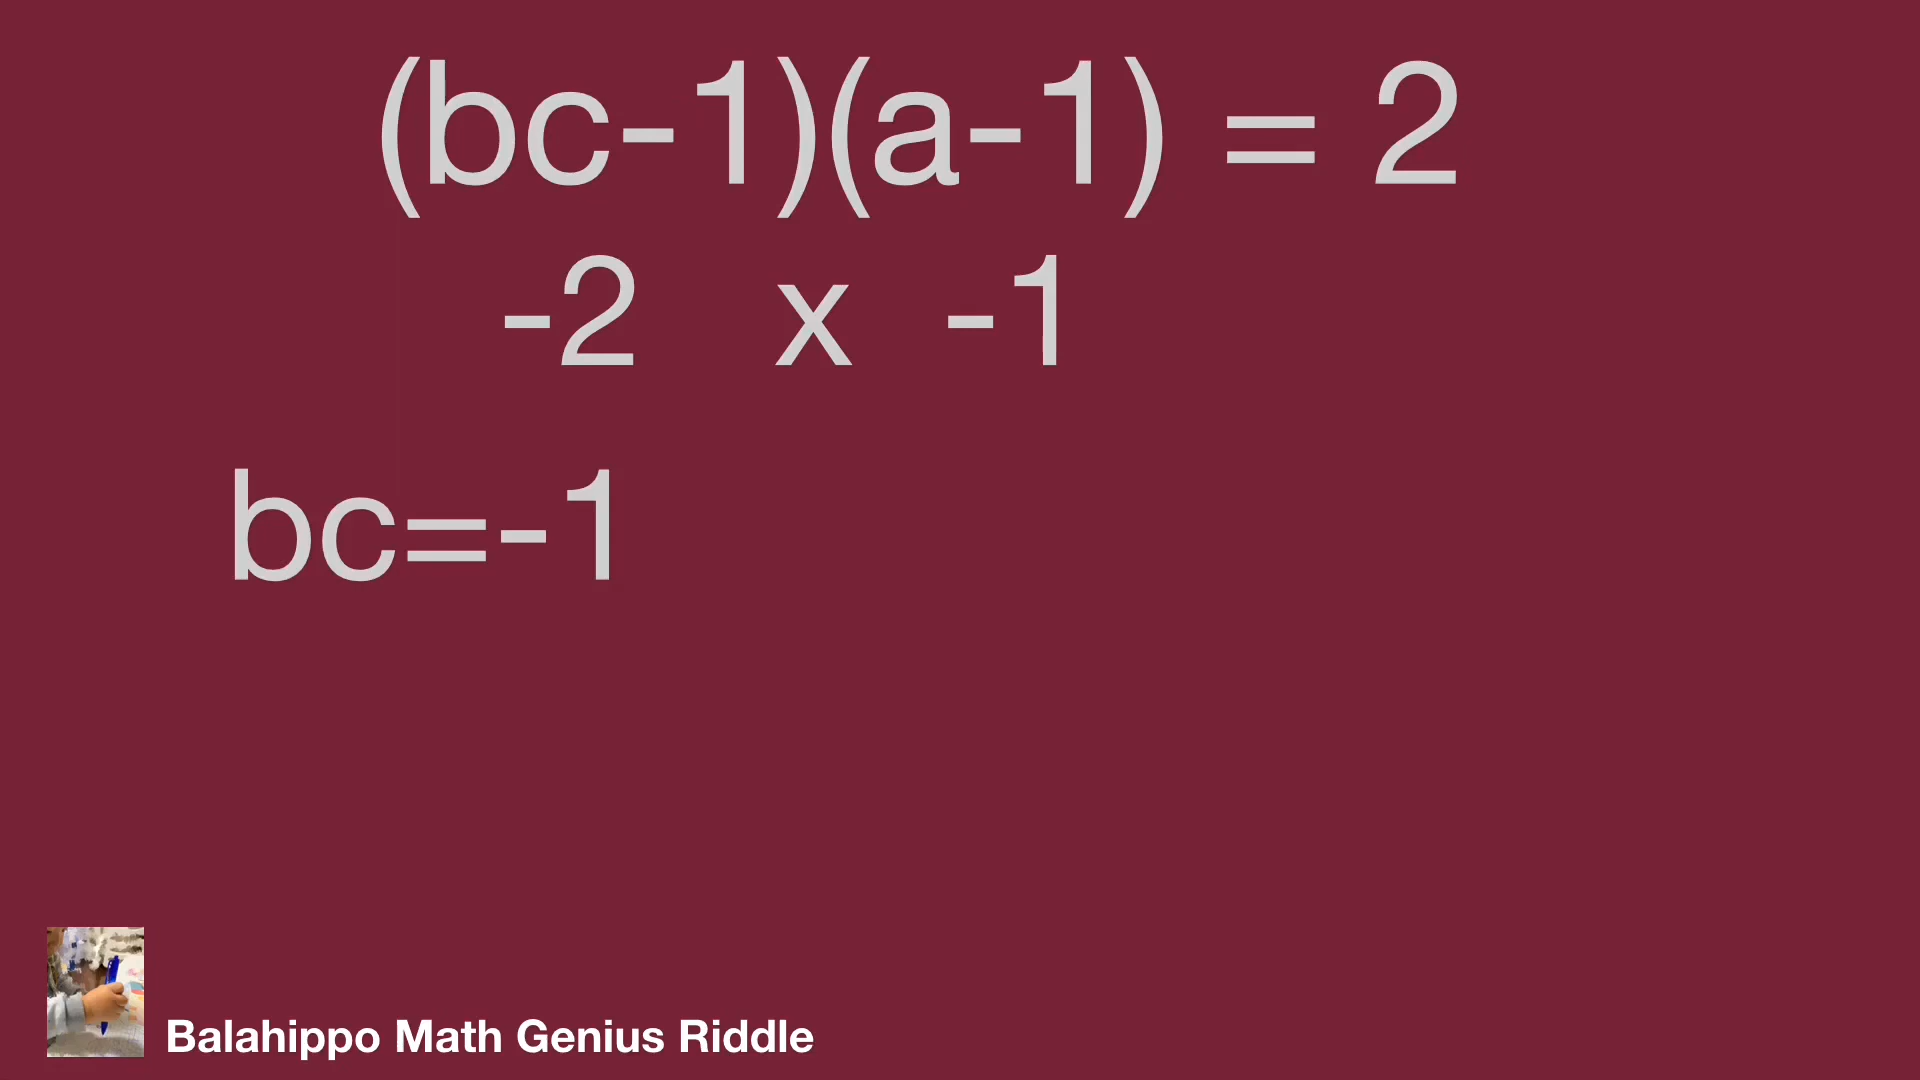 (bc-1)(a-1) = 2
-2 x -1
bc=-1
Balahippo Math Genius Riddle